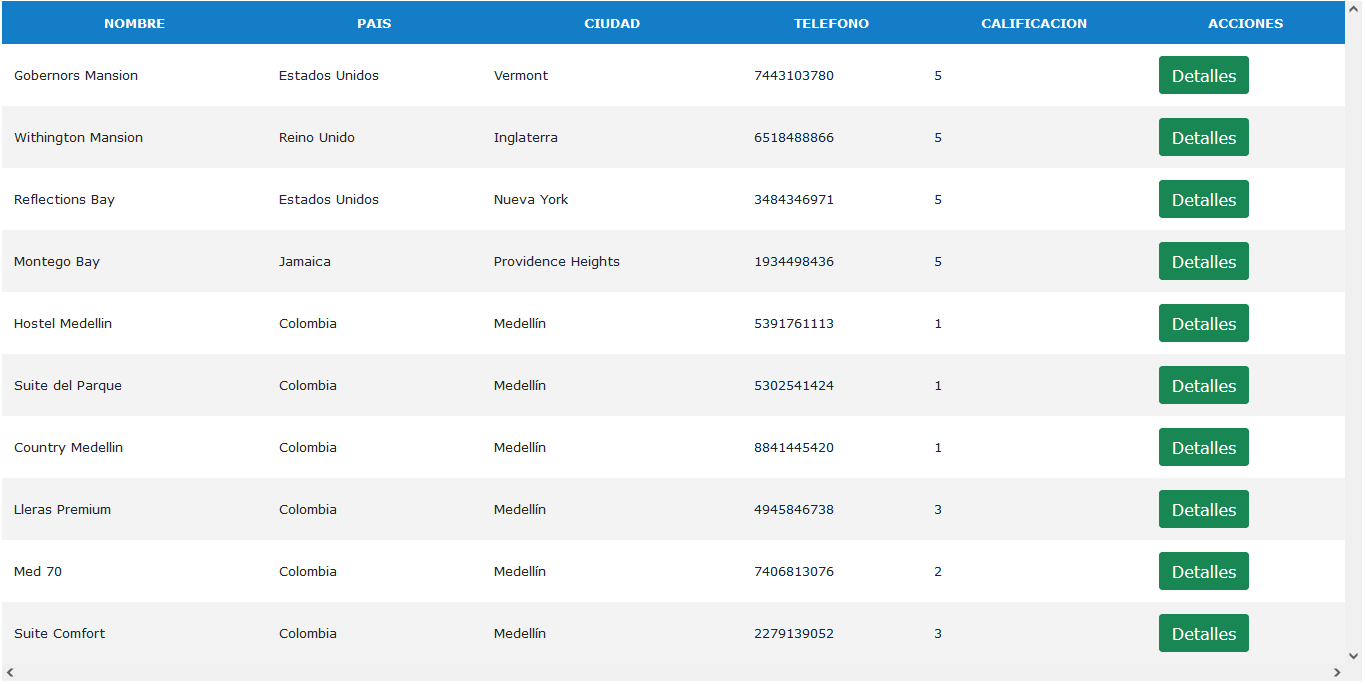 NOMBRE PAIS CIUDAD TELEFONO CALIFICACION ACCIONES
Gobernors Mansion Estados Unidos Vermont 7443103780 5 Detalles
Withington Mansion Reino Unido Inglaterra 6518488866 5 Detalles
Reflections Bay Estados Unidos Nueva York 3484346971 5 Detalles
Montego Bay Jamaica Providence Heights 1934498436 5 Detalles
Hostel Medellin Colombia Medellín 5391761113 1 Detalles
Suite del Parque Colombia Medellín 5302541424 1 Detalles
Country Medellin Colombia Medellín 8841445420 1 Detalles
Lleras Premium Colombia Medellín 4945846738 3 Detalles
Med 70 Colombia Medellín 7406813076 2 Detalles
Suite Comfort Colombia Medellín 2279139052 3 Detalles